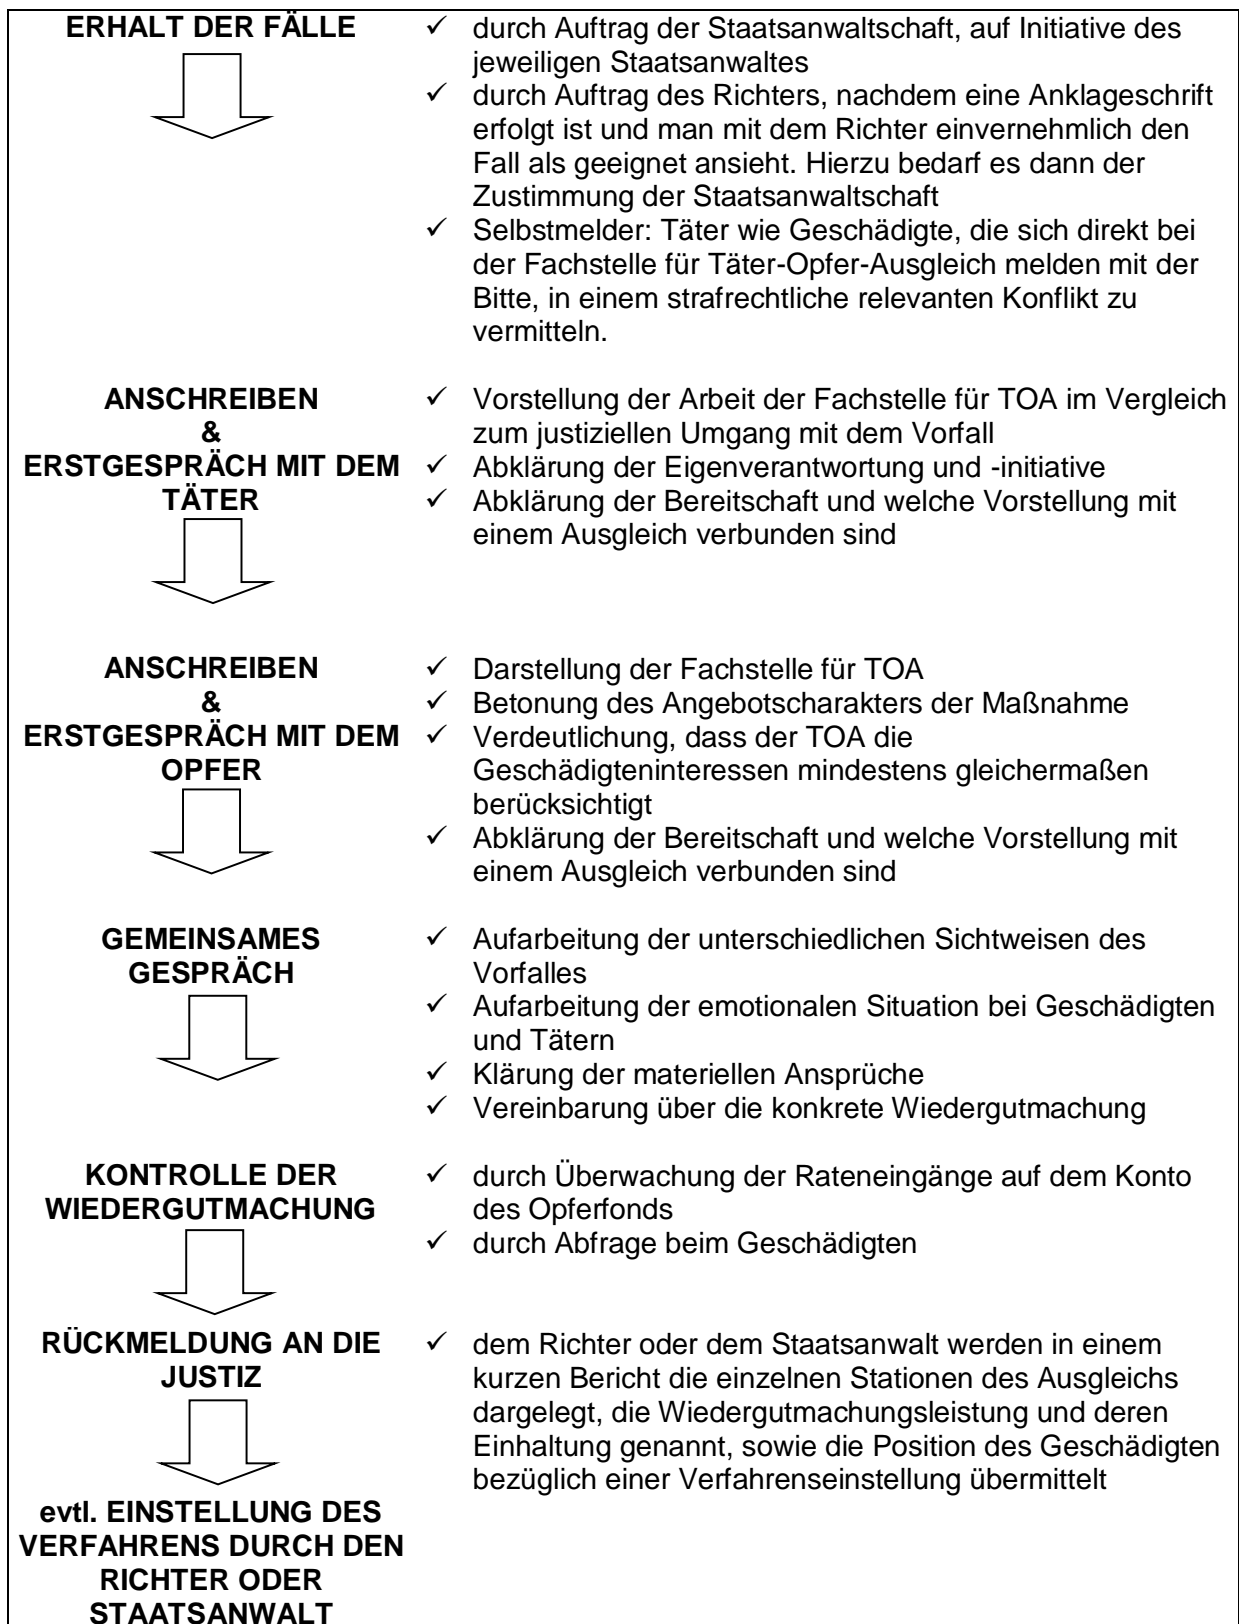 ERHALT DER FÄLLE
✓ durch Auftrag der Staatsanwaltschaft, auf Initiative des
jeweiligen Staatsanwaltes
✓ durch Auftrag des Richters, nachdem eine Anklageschrift
erfolgt ist und man mit dem Richter einvernehmlich den
Fall als geeignet ansieht. Hierzu bedarf es dann der
Zustimmung der Staatsanwaltschaft
✓ Selbstmelder: Täter wie Geschädigte, die sich direkt bei
der Fachstelle für Täter-Opfer-Ausgleich melden mit der
Bitte, in einem strafrechtliche relevanten Konflikt zu
vermitteln.
ANSCHREIBEN
&
ERSTGESPRÄCH MIT DEM
TÄTER
✓ Vorstellung der Arbeit der Fachstelle für TOA im Vergleich
zum justiziellen Umgang mit dem Vorfall
✓ Abklärung der Eigenverantwortung und -initiative
✓ Abklärung der Bereitschaft und welche Vorstellung mit
einem Ausgleich verbunden sind
ANSCHREIBEN
&
ERSTGESPRÄCH MIT DEM
OPFER
✓ Darstellung der Fachstelle für TOA
✓ Betonung des Angebotscharakters der Maßnahme
✓ Verdeutlichung, dass der TOA die
Geschädigteninteressen mindestens gleichermaßen
berücksichtigt
✓ Abklärung der Bereitschaft und welche Vorstellung mit
einem Ausgleich verbunden sind
GEMEINSAMES
GESPRÄCH
✓ Aufarbeitung der unterschiedlichen Sichtweisen des
Vorfalles
✓ Aufarbeitung der emotionalen Situation bei Geschädigten
und Tätern
✓ Klärung der materiellen Ansprüche
✓ Vereinbarung über die konkrete Wiedergutmachung
KONTROLLE DER
WIEDERGUTMACHUNG
✓ durch Überwachung der Rateneingänge auf dem Konto
des Opferfonds
✓ durch Abfrage beim Geschädigten
RÜCKMELDUNG AN DIE
JUSTIZ
✓ dem Richter oder dem Staatsanwalt werden in einem
kurzen Bericht die einzelnen Stationen des Ausgleichs
dargelegt, die Wiedergutmachungsleistung und deren
Einhaltung genannt, sowie die Position des Geschädigten
bezüglich einer Verfahrenseinstellung übermittelt
evtl. EINSTELLUNG DES
VERFAHRENS DURCH DEN
RICHTER ODER
STAATSANWALT